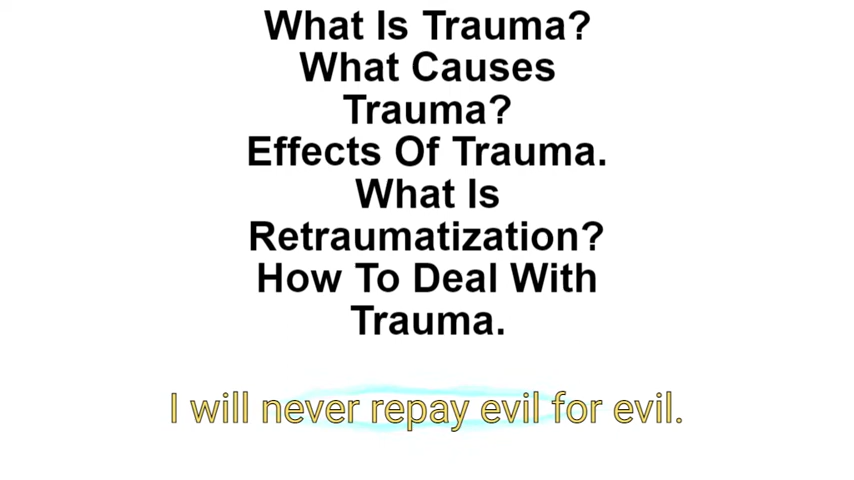 What Is Trauma?
What Causes
Trauma?
Effects Of Trauma.
What Is
Retraumatization?
How To Deal With
Trauma.
I will never repay evil for evil.